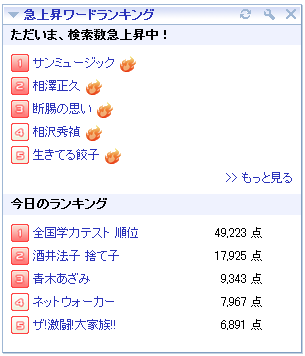 急上昇ワードランキング
ただいま、検索数急上昇中！
1 サンミュージック
2 相澤正久
3 断腸の思い
4 相沢秀禎
5 生きてる餃子
>> もっと見る
今日のランキング
1 全国学力テスト 順位 49,223 点
2 酒井法子 捨て子 17,925 点
3 青木あざみ 9,343 点
4 ネットウォーカー 7,967 点
5 ザ!激闘!大家族!! 6,891 点